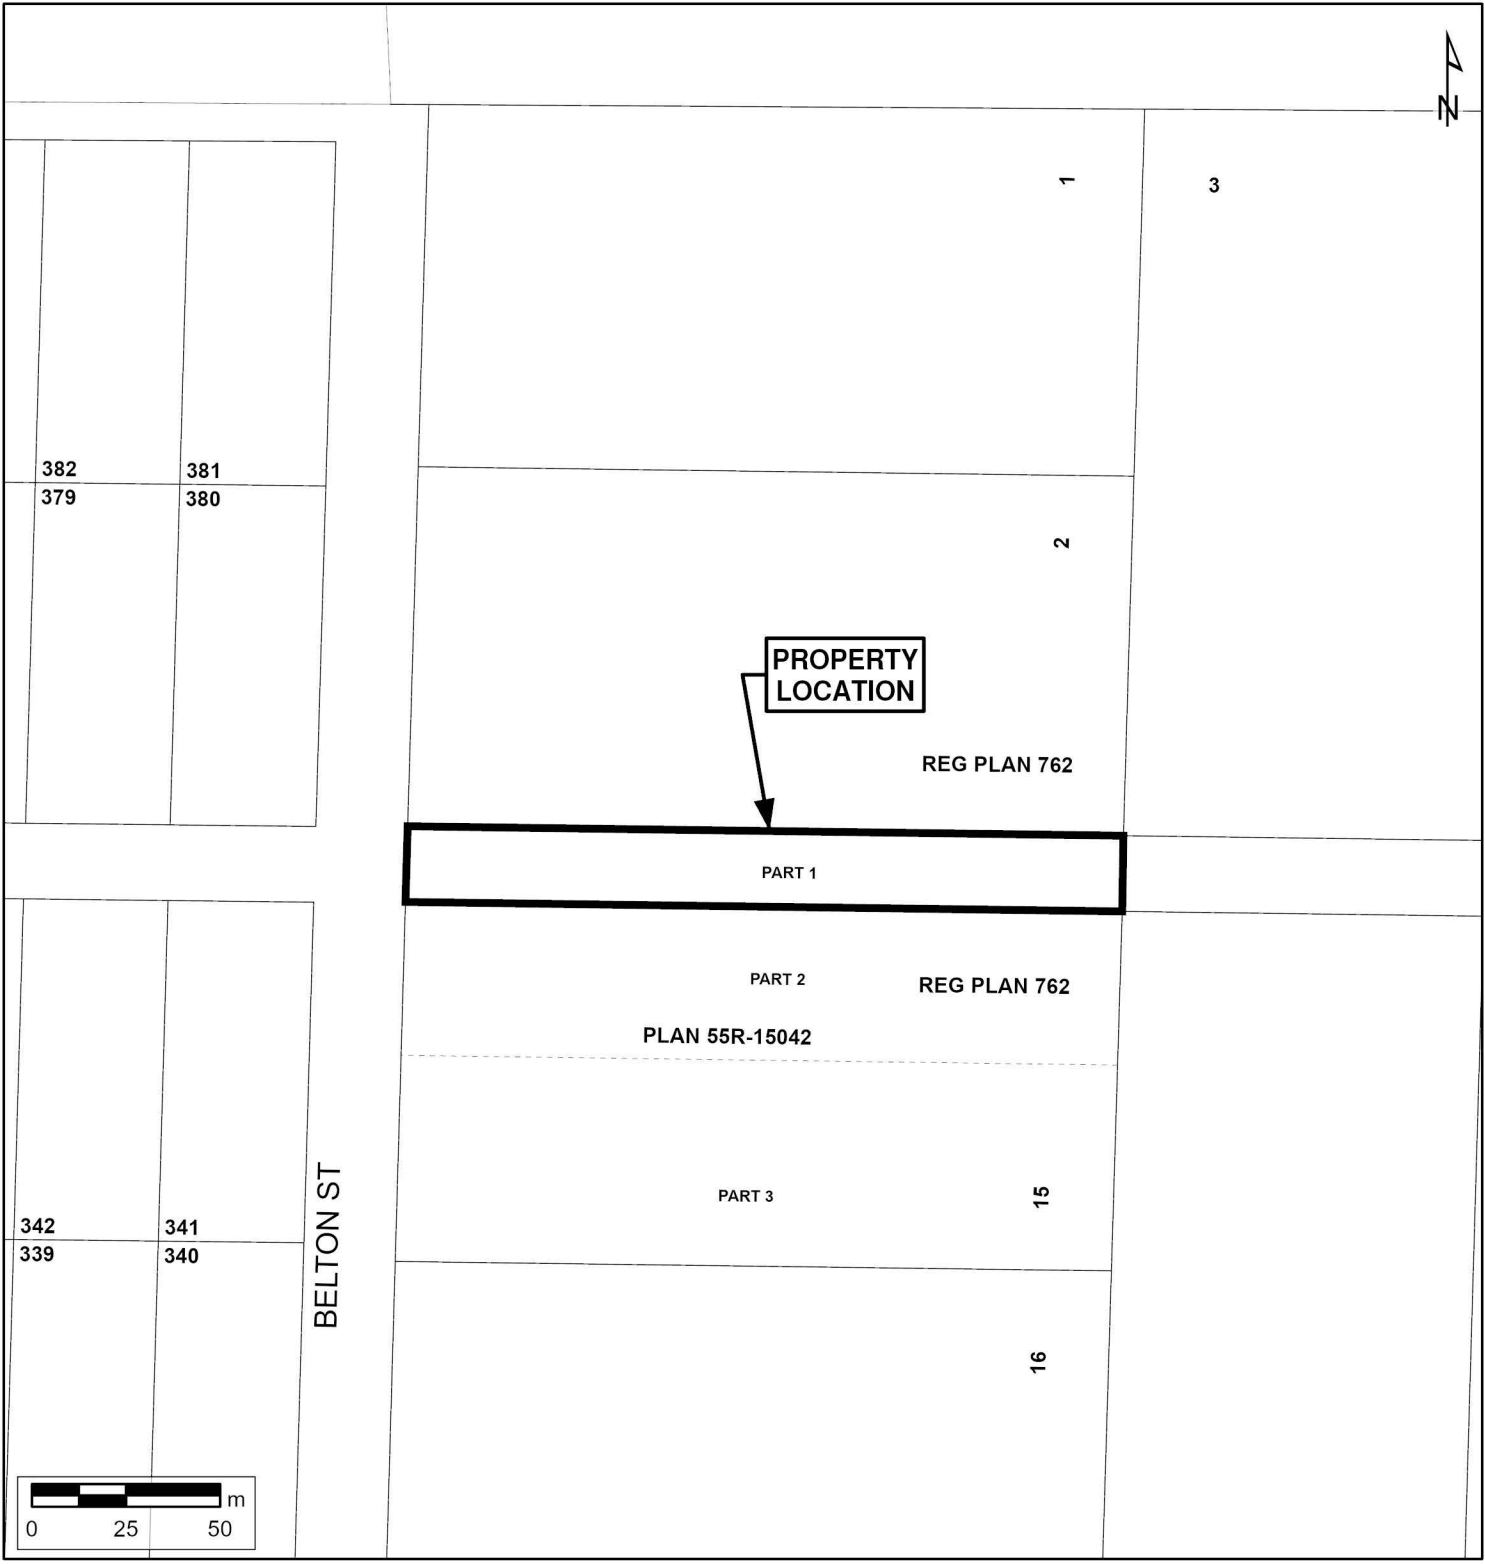 N
1
3
382
381
379
380
2
PROPERTY
LOCATION
REG PLAN 762
PART 1
PART 2
REG PLAN 762
PLAN 55R-15042
PART 3
15
342
341
339
340
BELTON ST
16
m
0 25 50